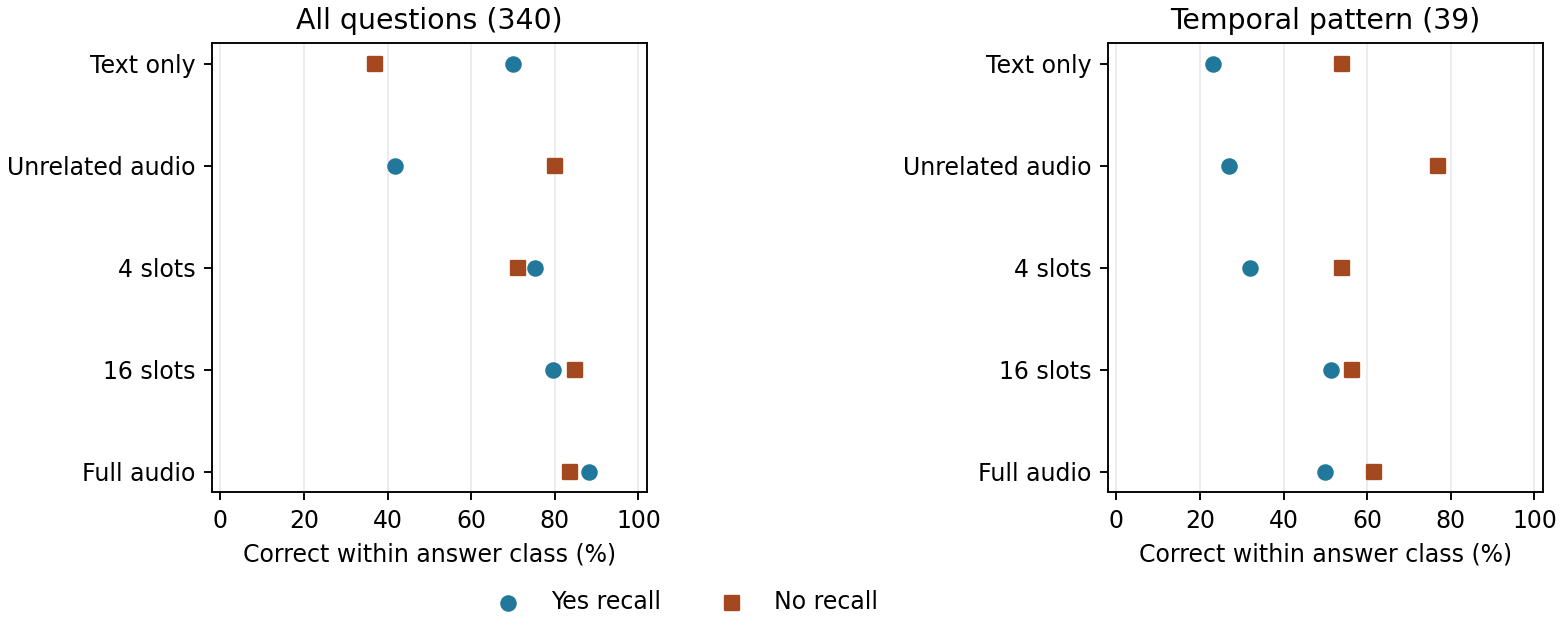 All questions (340)
Text only
Unrelated audio
4 slots
16 slots
Full audio
0 20 40 60 80 100
Correct within answer class (%)
Temporal pattern (39)
Text only
Unrelated audio
4 slots
16 slots
Full audio
0 20 40 60 80 100
Correct within answer class (%)
Yes recall
No recall